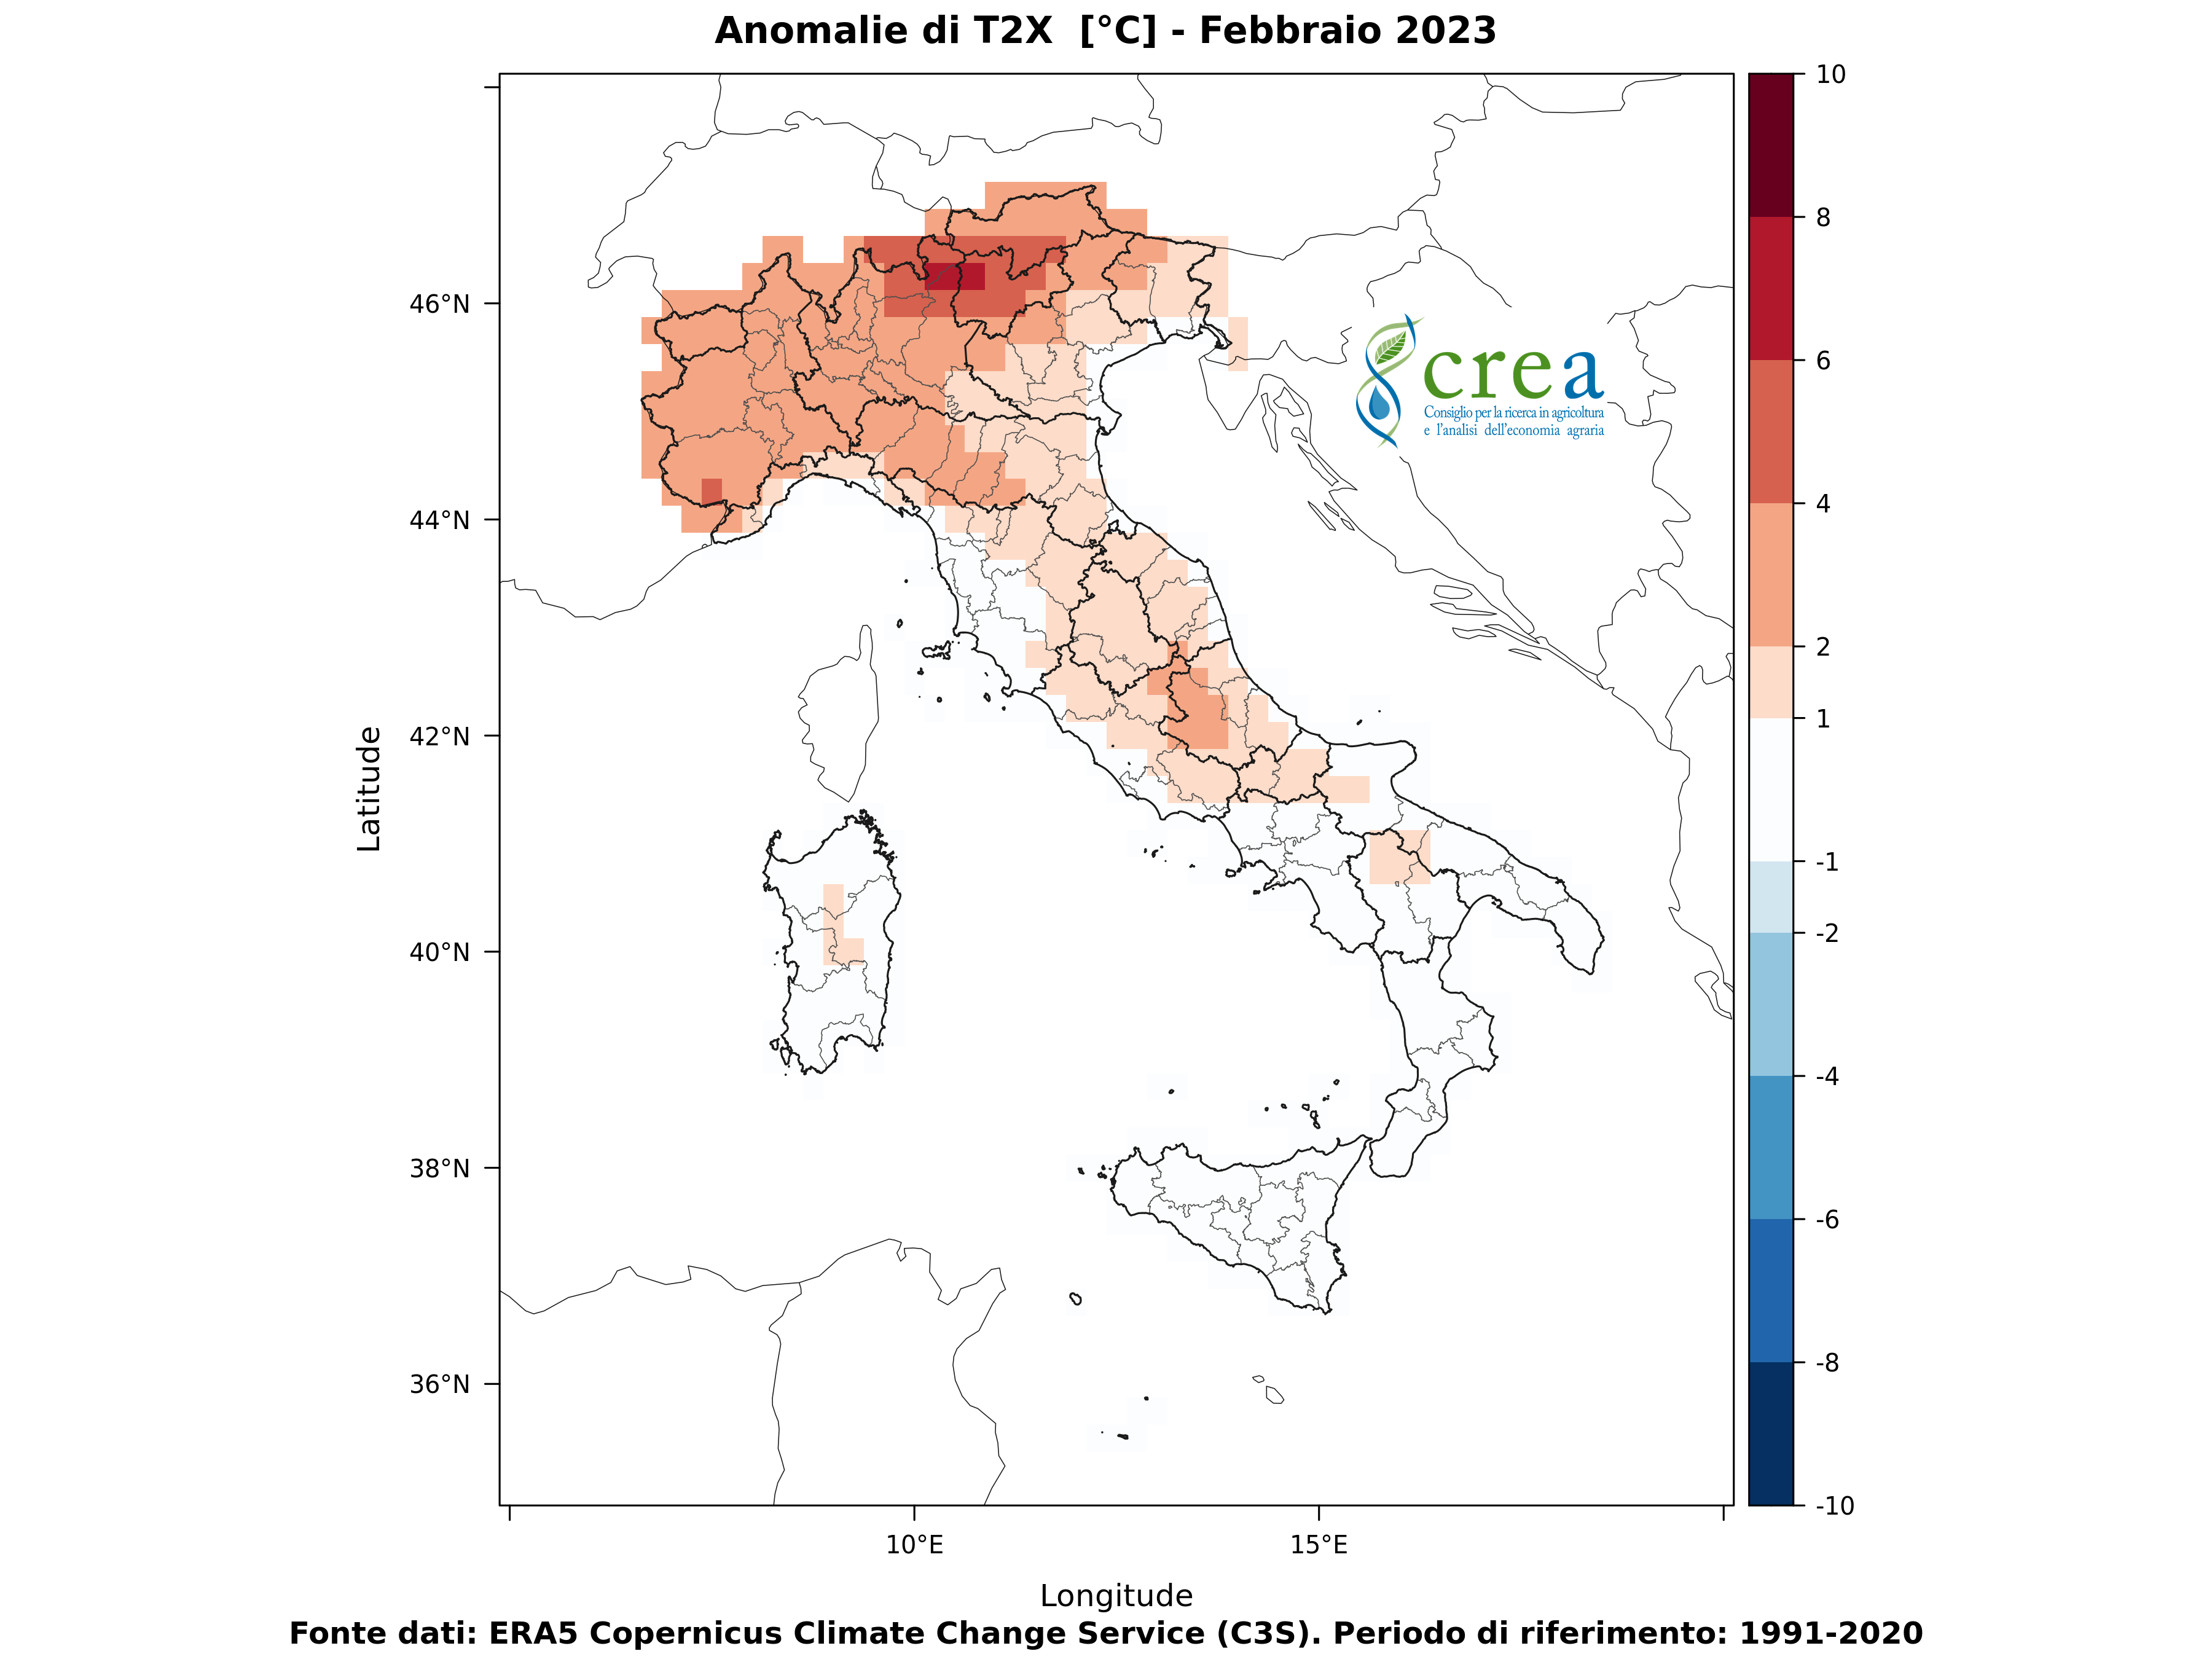 Anomalie di T2X [°C] - Febbraio 2023
10
8
6
4
2
1
-1
-2
-4
-6
-8
-10
46°N
44°N
42°N
40°N
38°N
36°N
Latitude
crea
Consiglio per la ricerca in agricoltura
e l'analisi dell'economia agraria
10°E
15°E
Longitude
Fonte dati: ERA5 Copernicus Climate Change Service (C3S). Periodo di riferimento: 1991-2020